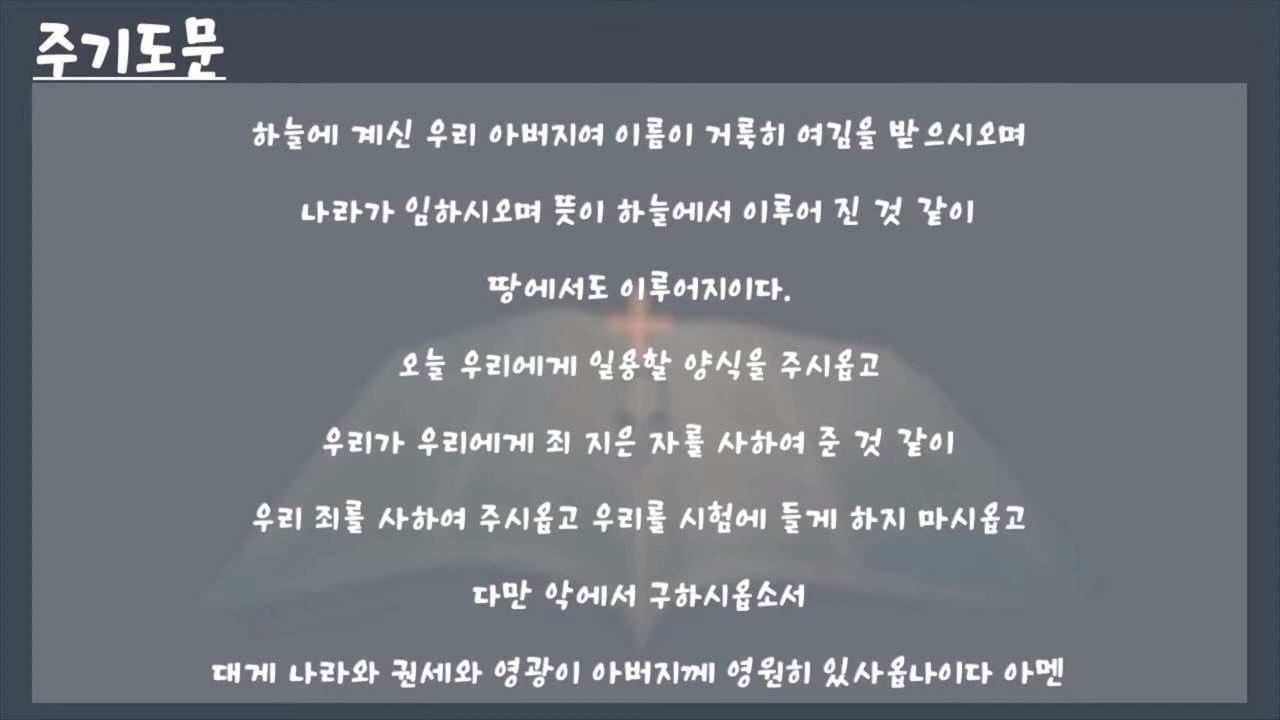 주기도문
하늘에 계신 우리 아버지여 이름이 거룩히 여김을 받으시오며
나라가 임하시오며 뜻이 하늘에서 이루어 진 것 같이
땅에서도 이루어지이다.
오늘 우리에게 일용할 양식을 주시옵고
우리가 우리에게 죄 지은 자를 사하여 준 것 같이
우리 죄를 사하여 주시옵고 우리를 시험에 들게 하지 마시옵고
다만 악에서 구하시옵소서
대게 나라와 권세와 영광이 아버지께 영원히 있사옵나이다 아멘